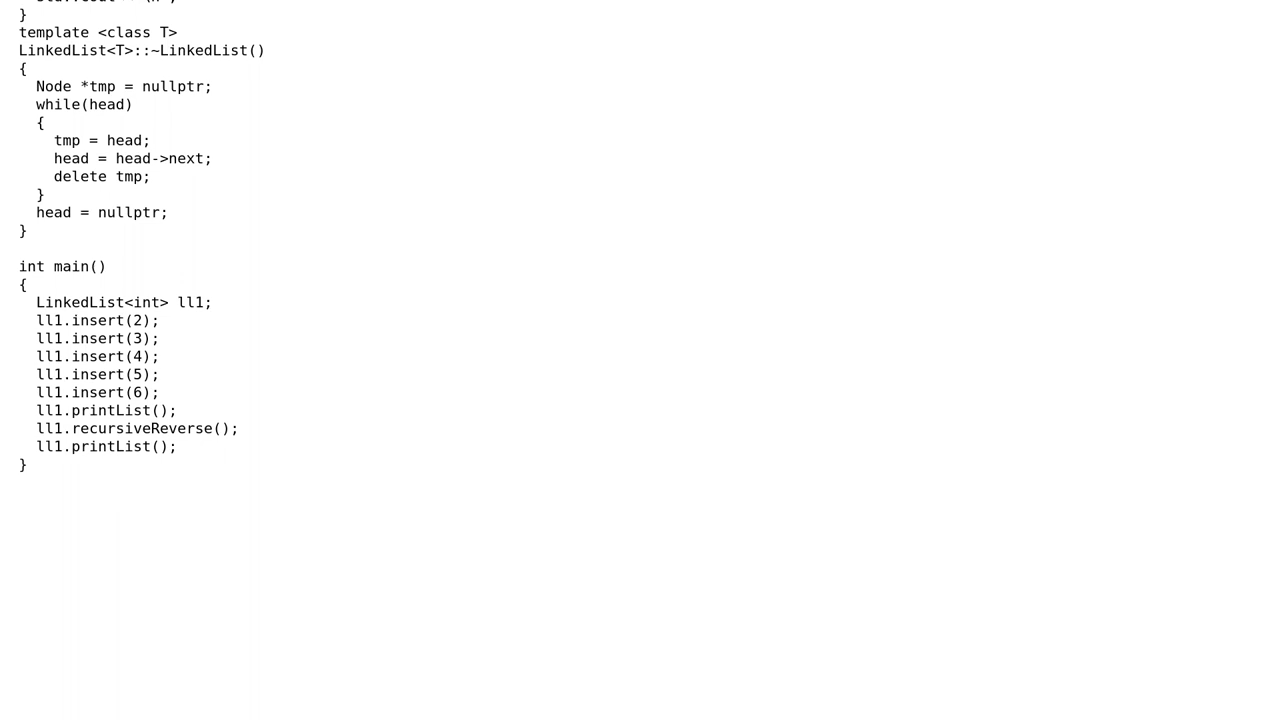 }
template <class T>
LinkedList<T>::~LinkedList()
{
  Node *tmp = nullptr;
  while(head)
  {
    tmp = head;
    head = head->next;
    delete tmp;
  }
  head = nullptr;
}

int main()
{
  LinkedList<int> ll1;
  ll1.insert(2);
  ll1.insert(3);
  ll1.insert(4);
  ll1.insert(5);
  ll1.insert(6);
  ll1.printList();
  ll1.recursiveReverse();
  ll1.printList();
}